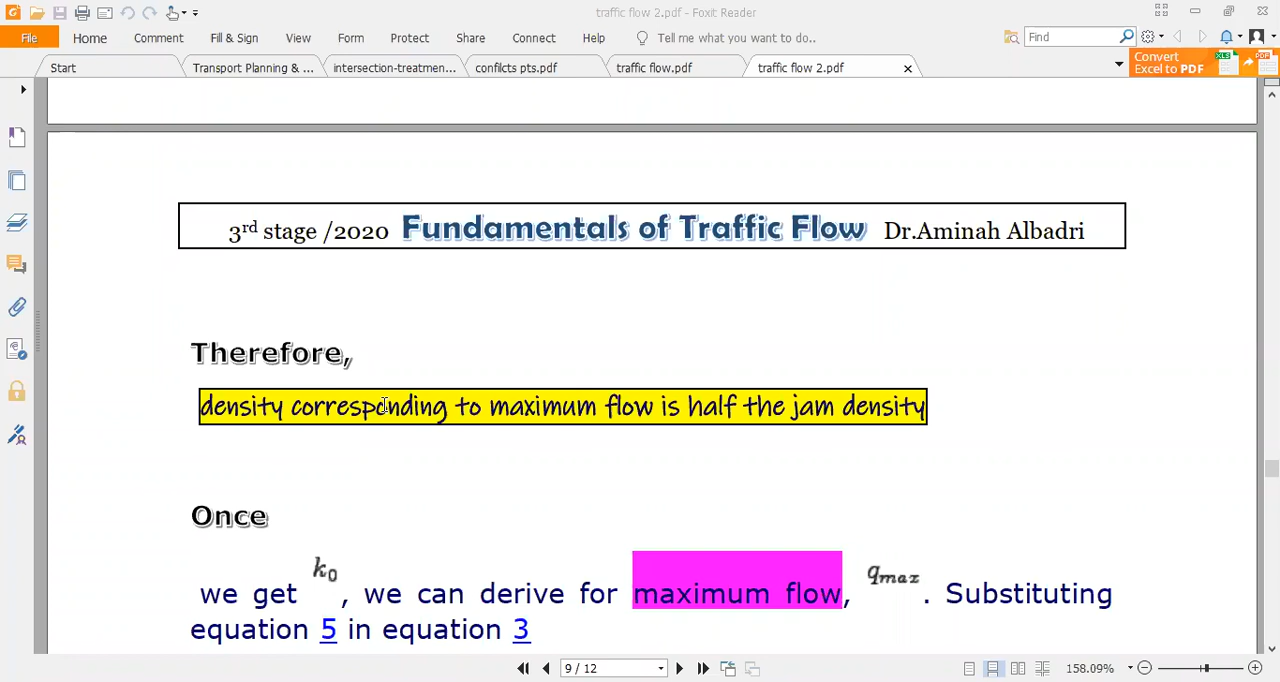 traffic flow 2.pdf - Foxit Reader
File Home Comment Fill & Sign View Form Protect Share Connect Help Tell me what you want to do.. Find
Start Transport Planning & ... intersection-treatmen... conflicts pts.pdf traffic flow.pdf traffic flow 2.pdf
Convert
Excel to PDF
3rd stage /2020 Fundamentals of Traffic Flow Dr.Aminah Albadri
Therefore,
density corresponding to maximum flow is half the jam density
Once
we get k0, we can derive for maximum flow, qmax. Substituting
equation 5 in equation 3
9 / 12 158.09%